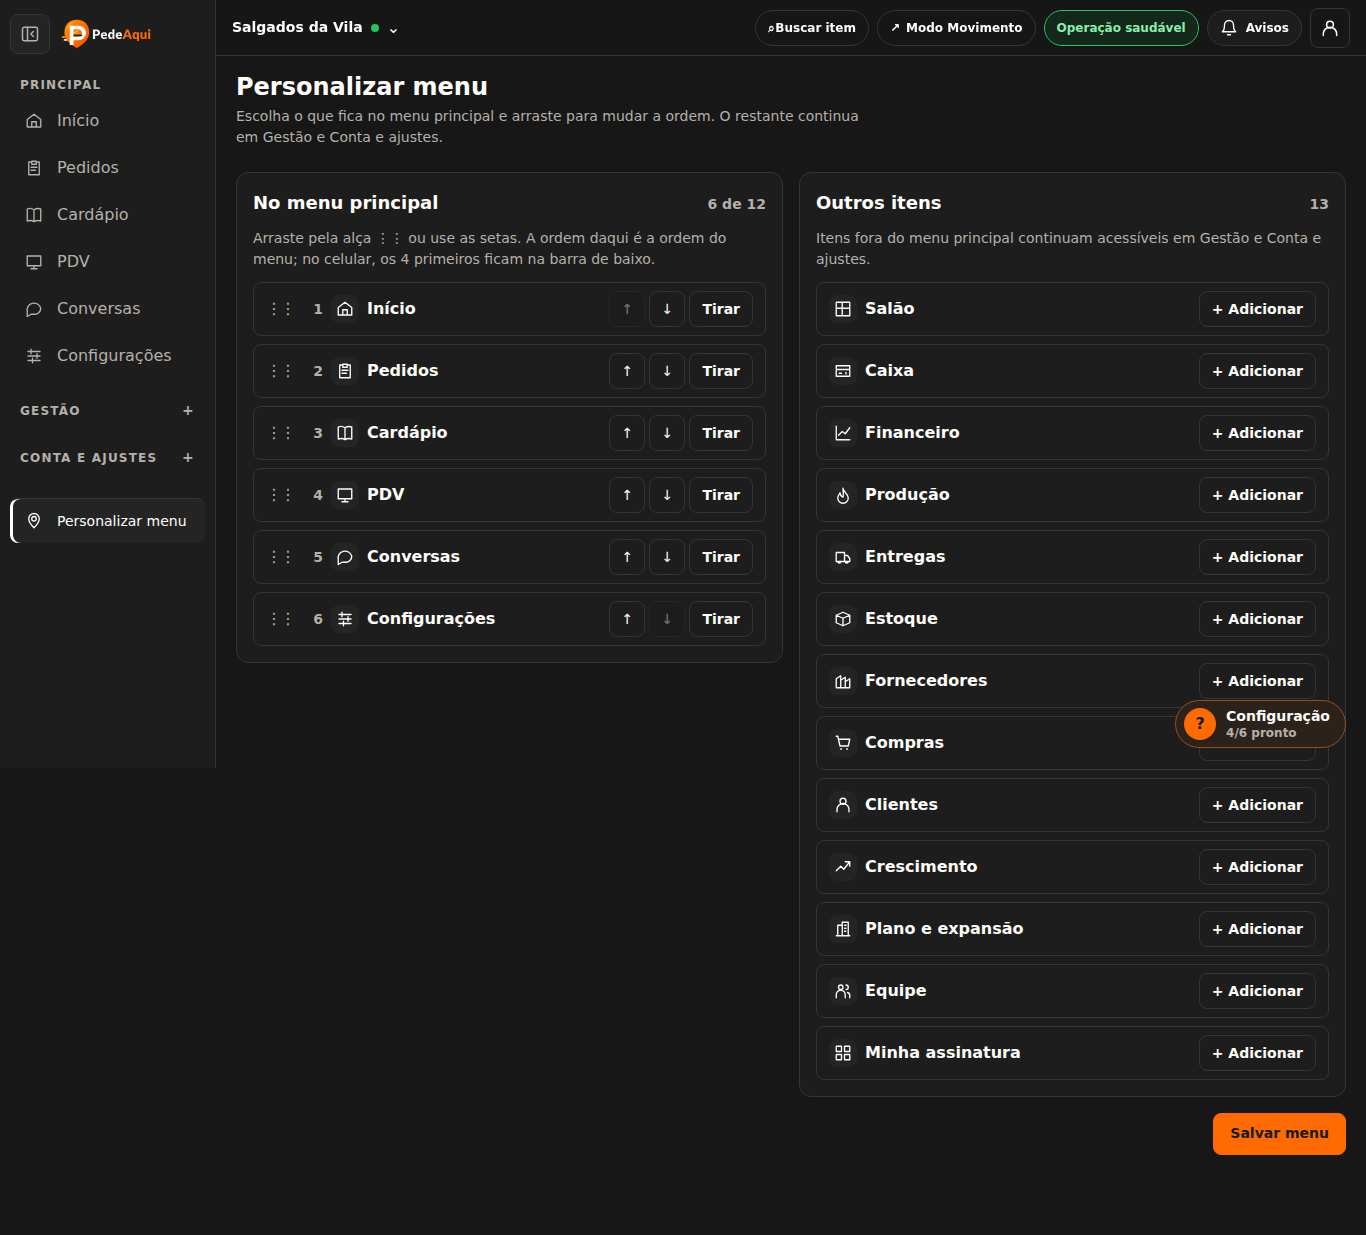 PedeAqui
PRINCIPAL
Início
Pedidos
Cardápio
PDV
Conversas
Configurações
GESTÃO +
CONTA E AJUSTES +
Personalizar menu
Salgados da Vila
Buscar item
↗ Modo Movimento
Operação saudável
Avisos
Personalizar menu
Escolha o que fica no menu principal e arraste para mudar a ordem. O restante continua
em Gestão e Conta e ajustes.
No menu principal 6 de 12
Arraste pela alça ⋮⋮ ou use as setas. A ordem daqui é a ordem do
menu; no celular, os 4 primeiros ficam na barra de baixo.
⋮⋮ 1 Início ↑ ↓ Tirar
⋮⋮ 2 Pedidos ↑ ↓ Tirar
⋮⋮ 3 Cardápio ↑ ↓ Tirar
⋮⋮ 4 PDV ↑ ↓ Tirar
⋮⋮ 5 Conversas ↑ ↓ Tirar
⋮⋮ 6 Configurações ↑ ↓ Tirar
Outros itens 13
Itens fora do menu principal continuam acessíveis em Gestão e Conta e
ajustes.
Salão + Adicionar
Caixa + Adicionar
Financeiro + Adicionar
Produção + Adicionar
Entregas + Adicionar
Estoque + Adicionar
Fornecedores + Adicionar
Compras
? Configuração
4/6 pronto
Clientes + Adicionar
Crescimento + Adicionar
Plano e expansão + Adicionar
Equipe + Adicionar
Minha assinatura + Adicionar
Salvar menu